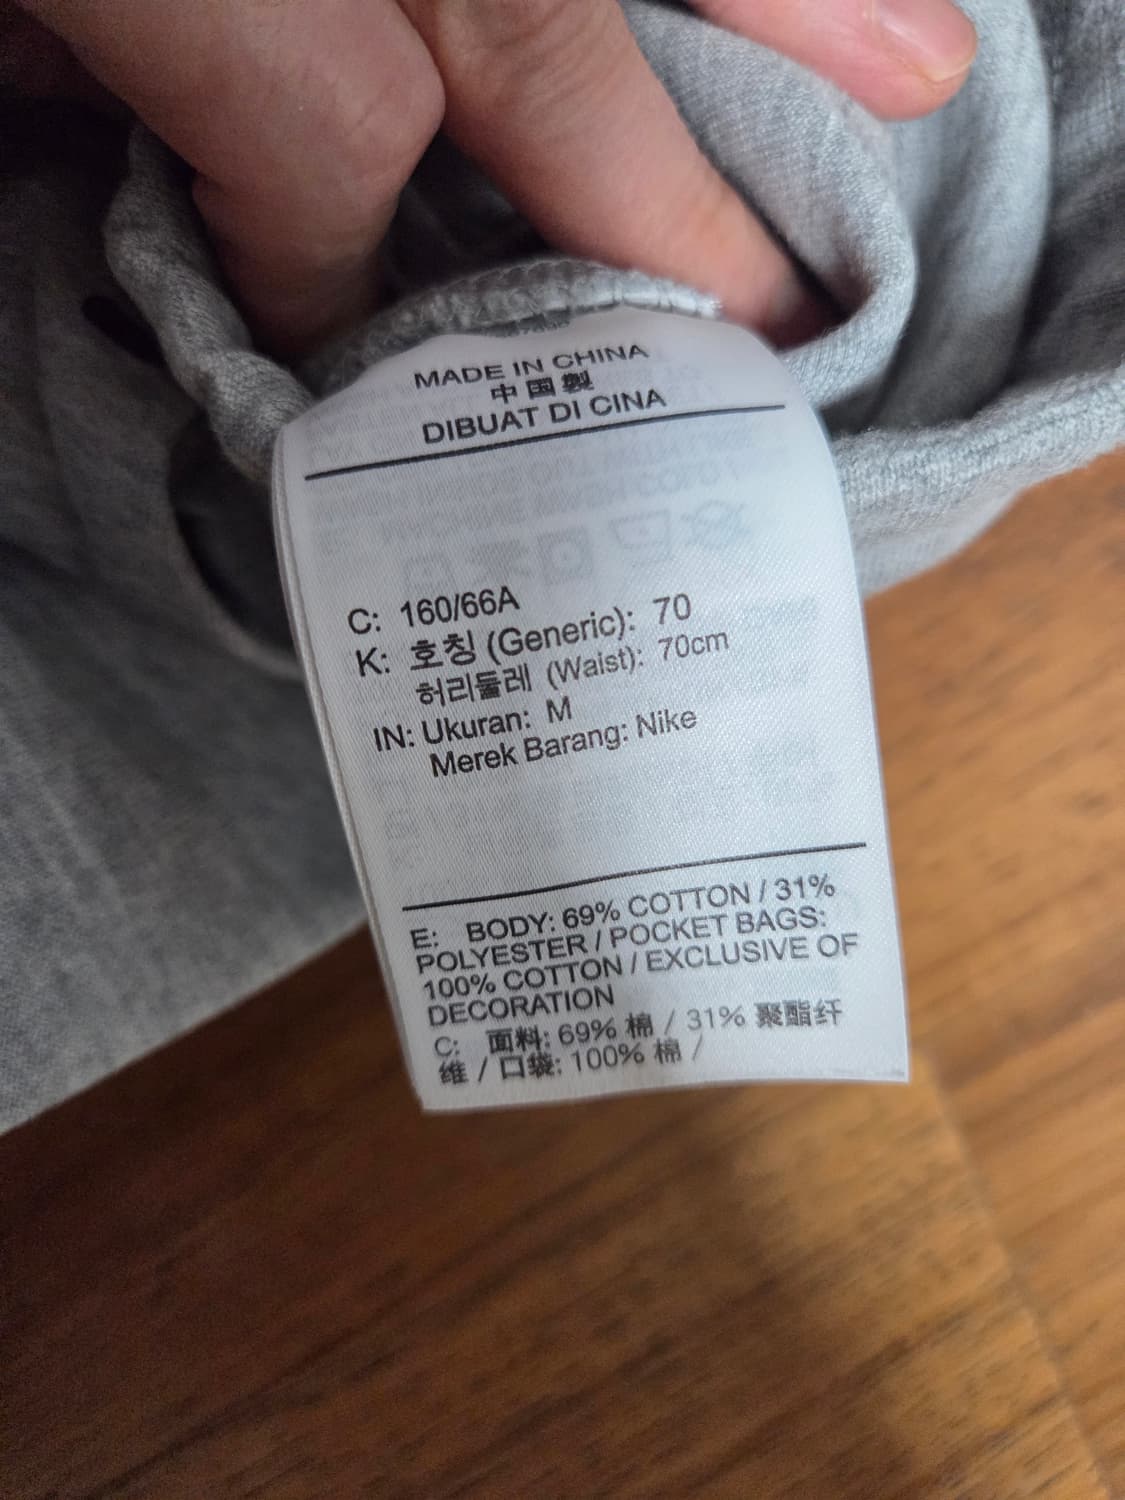 MADE IN CHINA
中国製
DIBUAT DI CINA
C: 160/66A
K: 호칭 (Generic): 70
허리둘레 (Waist): 70cm
IN: Ukuran: M
Merek Barang: Nike
E: BODY: 69% COTTON / 31%
POLYESTER / POCKET BAGS:
100% COTTON / EXCLUSIVE OF
DECORATION
C: 面料: 69% 棉 / 31% 聚酯纤
维 / 口袋: 100% 棉 /